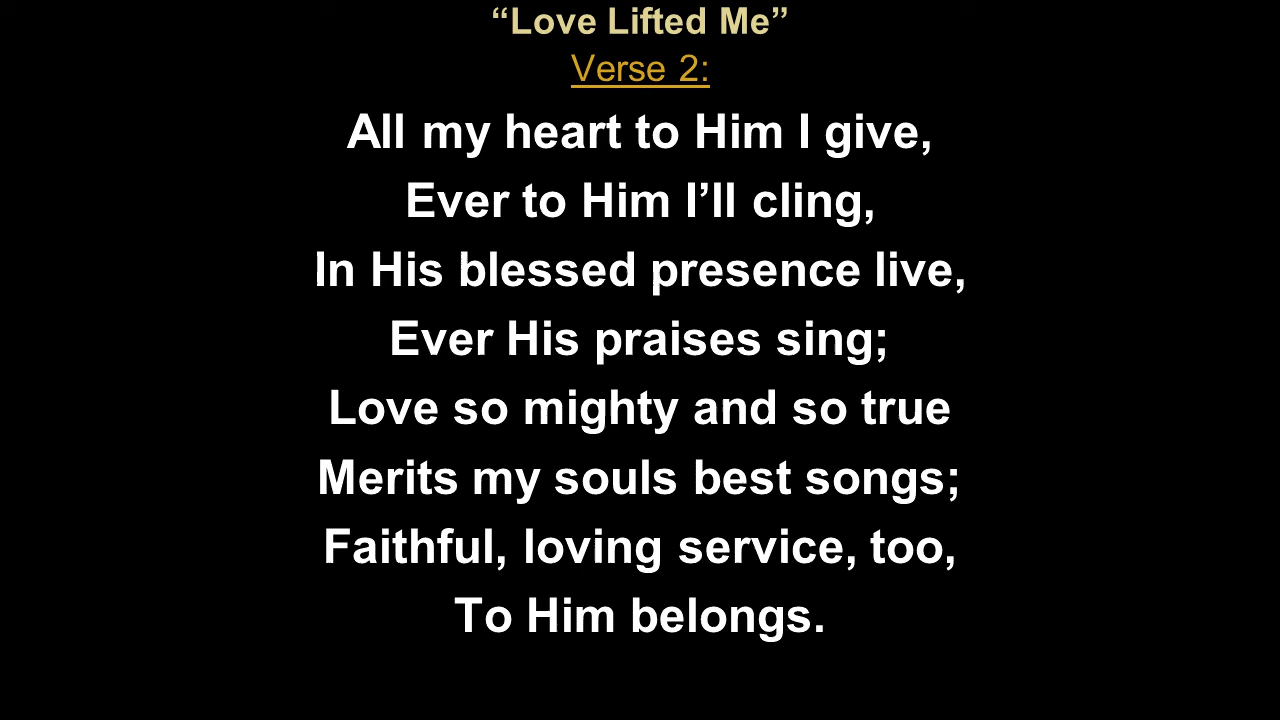 “Love Lifted Me”
Verse 2:
All my heart to Him I give,
Ever to Him I’ll cling,
In His blessed presence live,
Ever His praises sing;
Love so mighty and so true
Merits my souls best songs;
Faithful, loving service, too,
To Him belongs.